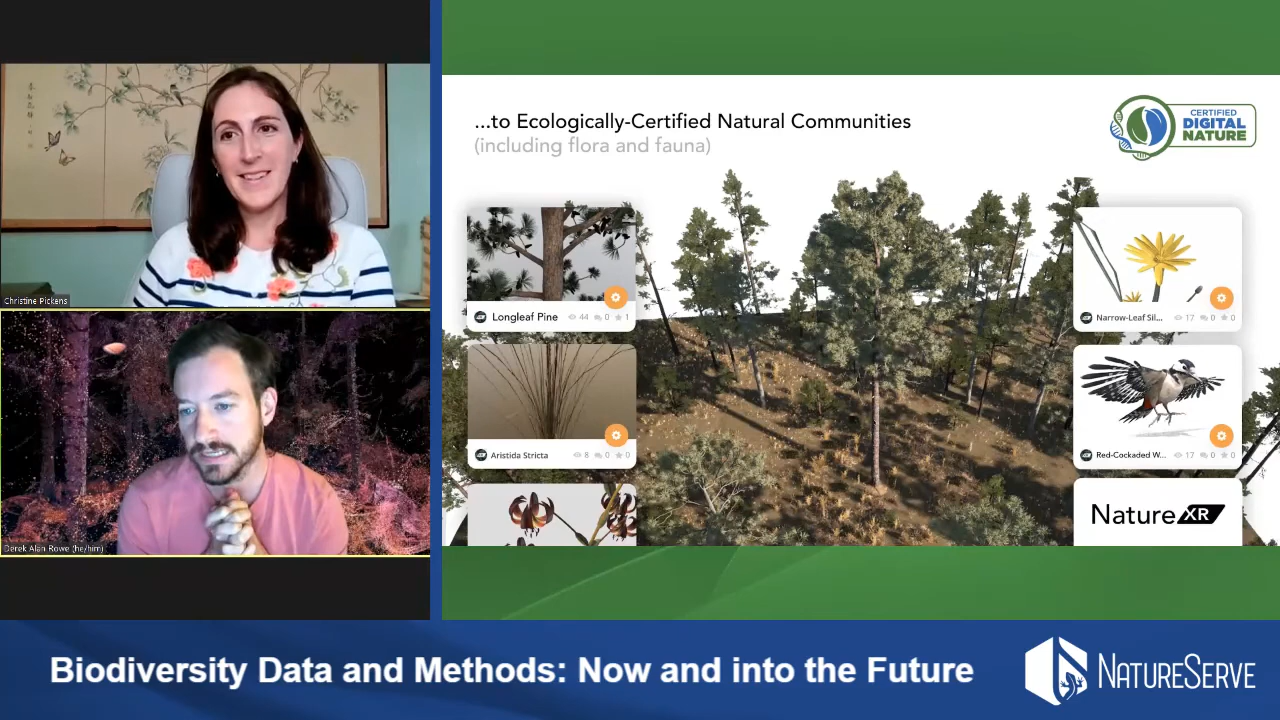 Christine Pickens
Derek Alan Rowe (he/him)
...to Ecologically-Certified Natural Communities
(including flora and fauna)
CERTIFIED
DIGITAL
NATURE
Longleaf Pine 44 0 1
Aristida Stricta 8 0 0
Narrow-Leaf Sil... 17 0 0
Red-Cockaded W... 17 0 0
NatureXR
Biodiversity Data and Methods: Now and into the Future
NATURESERVE